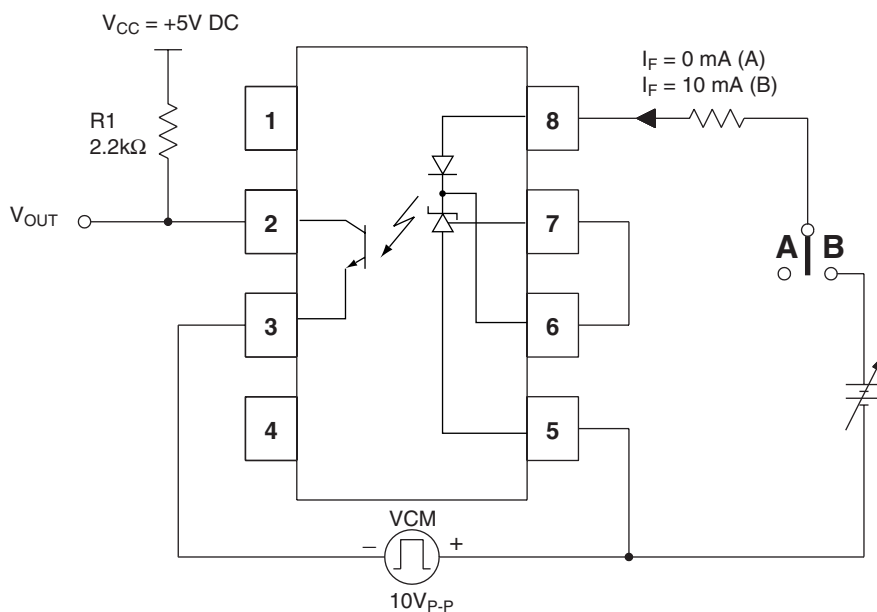 V_CC = +5V DC
R1
2.2kΩ
V_OUT
1
2
3
4
8
7
6
5
I_F = 0 mA (A)
I_F = 10 mA (B)
A B
VCM
– +
10V_P-P